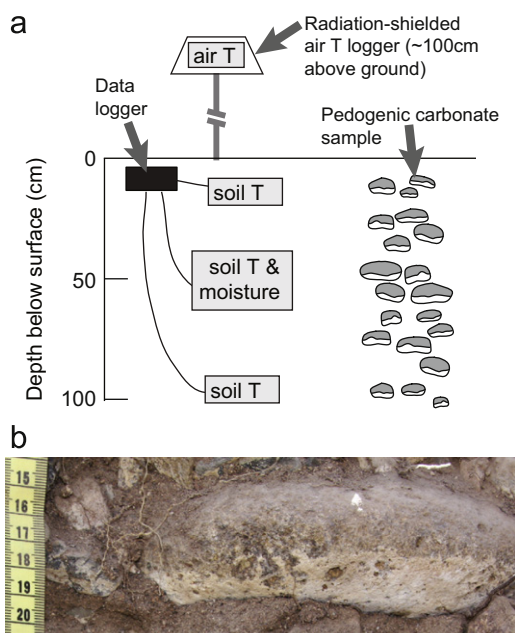 a
Radiation-shielded
air T logger (~100cm
above ground)
air T
Data
logger
Pedogenic carbonate
sample
0
soil T
soil T &
moisture
50
soil T
100
Depth below surface (cm)
b
15
16
17
18
19
20